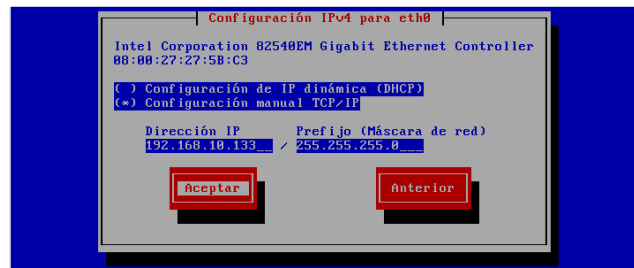 Configuración IPv4 para eth0
Intel Corporation 82540EM Gigabit Ethernet Controller
08:00:27:27:5B:C3
( ) Configuración de IP dinámica (DHCP)
(*) Configuración manual TCP/IP
Dirección IP Prefijo (Máscara de red)
192.168.10.133__ / 255.255.255.0___
Aceptar Anterior